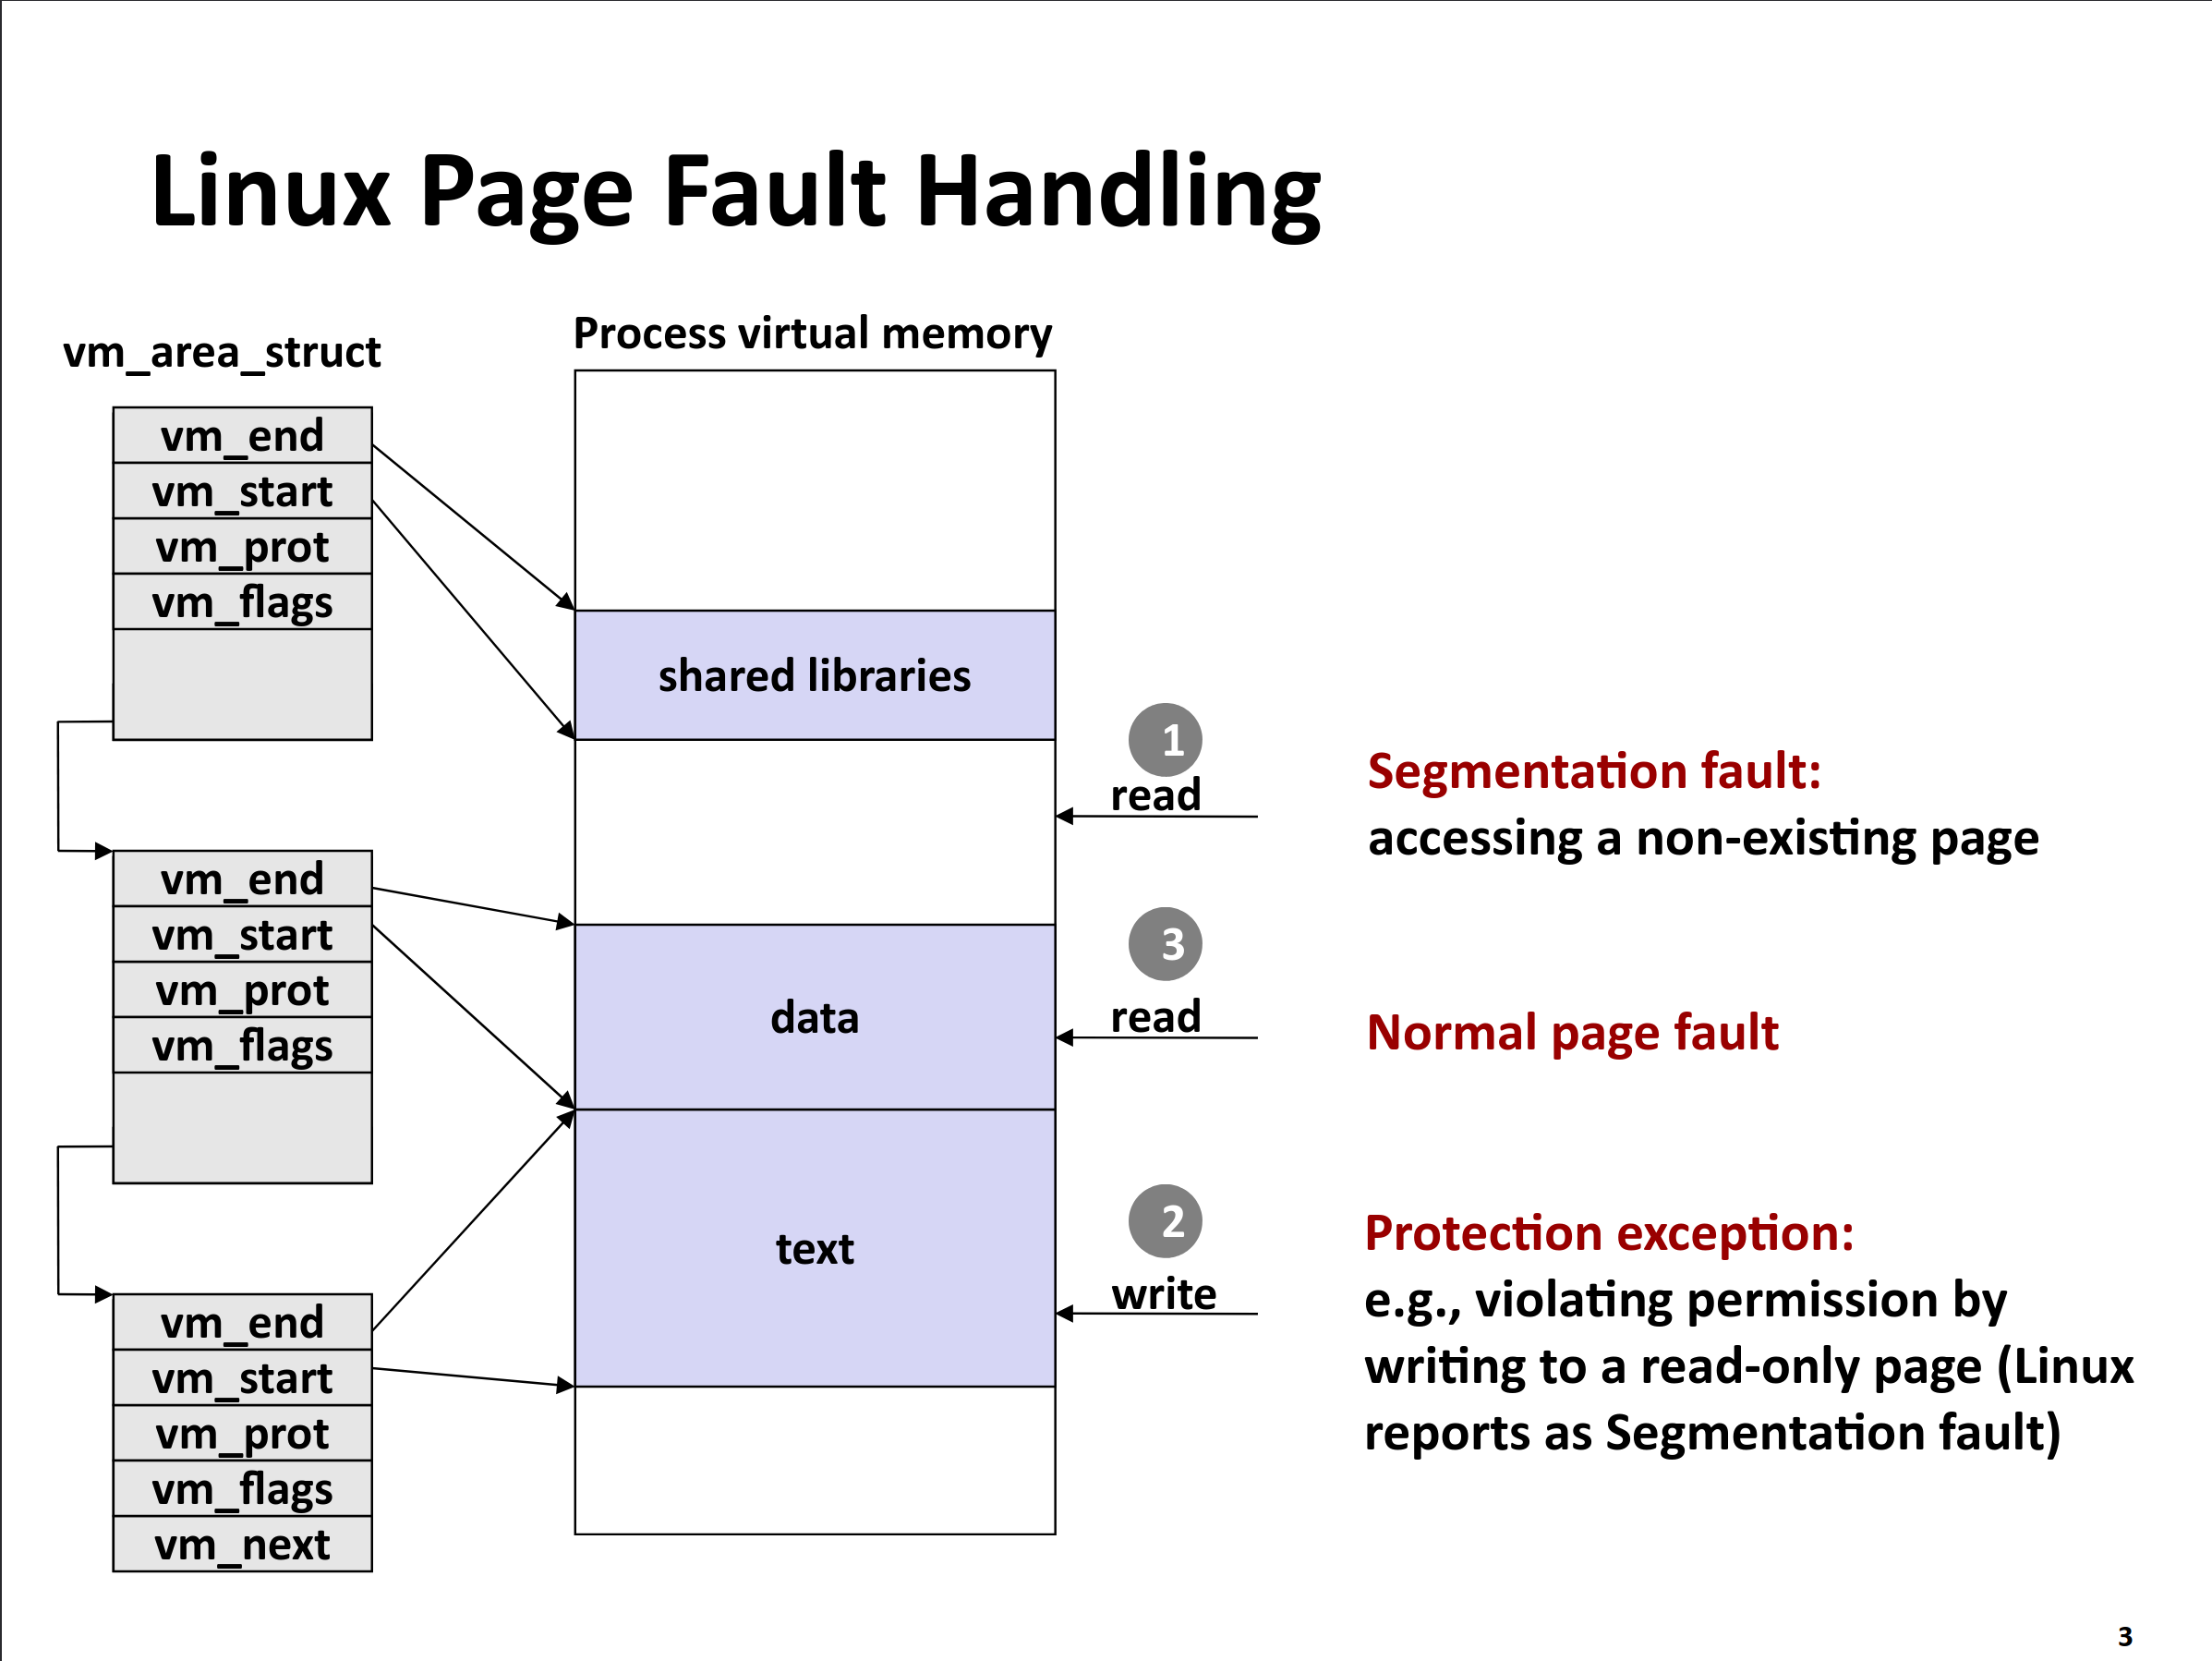 Linux Page Fault Handling
vm_area_struct
vm_end
vm_start
vm_prot
vm_flags
vm_end
vm_start
vm_prot
vm_flags
vm_end
vm_start
vm_prot
vm_flags
vm_next
Process virtual memory
shared libraries
data
text
1
read
3
read
2
write
Segmentation fault:
accessing a non-existing page
Normal page fault
Protection exception:
e.g., violating permission by
writing to a read-only page (Linux
reports as Segmentation fault)
3